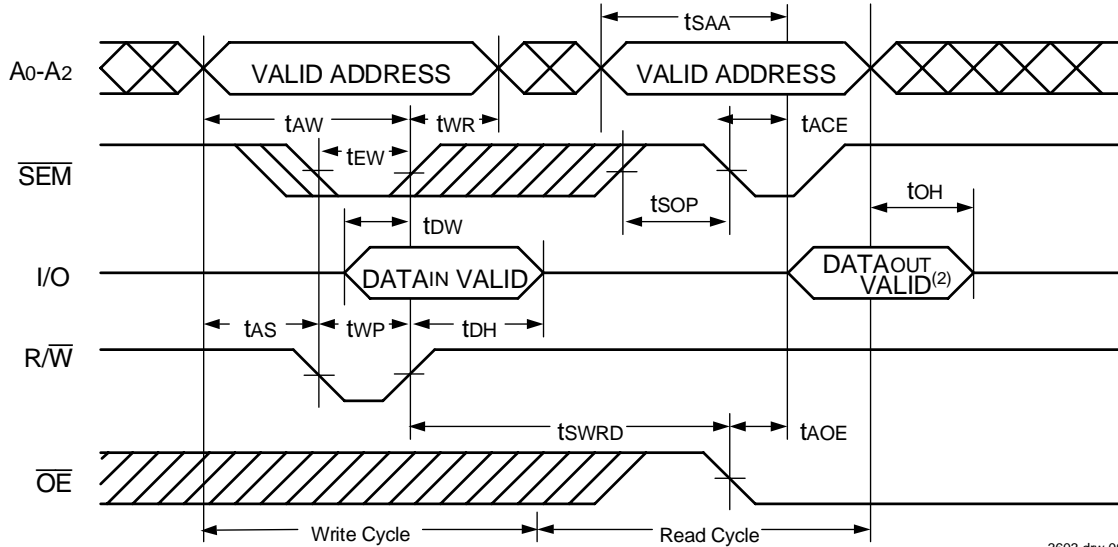 tSAA
A0-A2
VALID ADDRESS
VALID ADDRESS
tAW
tWR
tACE
tEW
SEM
tSOP
tOH
tDW
I/O
DATAIN VALID
DATAOUT
VALID(2)
tAS
tWP
tDH
R/W
tSWRD
tAOE
OE
Write Cycle
Read Cycle